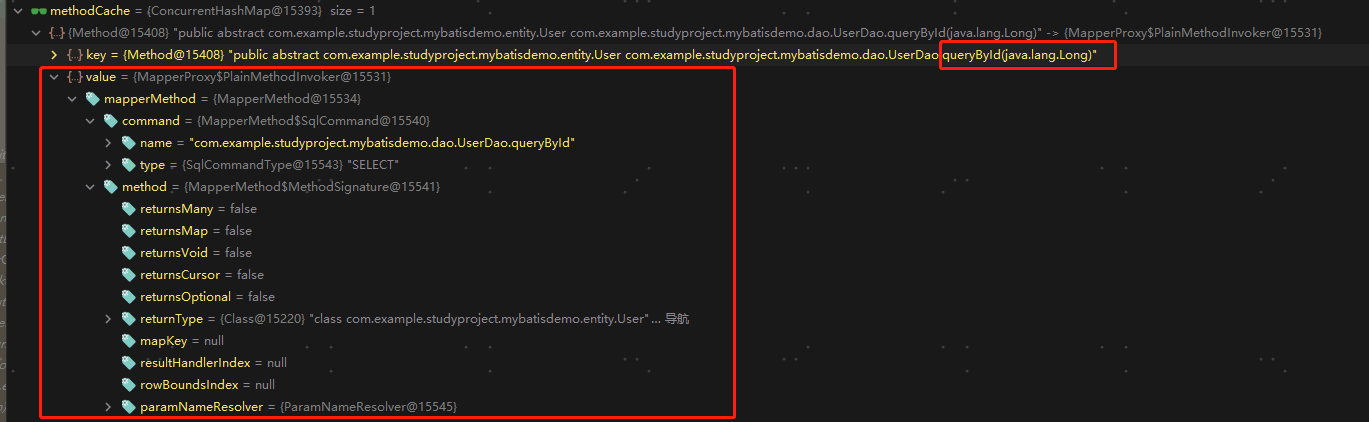 methodCache = {ConcurrentHashMap@15393} size = 1
{Method@15408} "public abstract com.example.studyproject.mybatisdemo.entity.User com.example.studyproject.mybatisdemo.dao.UserDao.queryById(java.lang.Long)" -> {MapperProxy$PlainMethodInvoker@15531}
key = {Method@15408} "public abstract com.example.studyproject.mybatisdemo.entity.User com.example.studyproject.mybatisdemo.dao.UserDao.queryById(java.lang.Long)"
value = {MapperProxy$PlainMethodInvoker@15531}
mapperMethod = {MapperMethod@15534}
command = {MapperMethod$SqlCommand@15540}
name = "com.example.studyproject.mybatisdemo.dao.UserDao.queryById"
type = {SqlCommandType@15543} "SELECT"
method = {MapperMethod$MethodSignature@15541}
returnsMany = false
returnsMap = false
returnsVoid = false
returnsCursor = false
returnsOptional = false
returnType = {Class@15220} "class com.example.studyproject.mybatisdemo.entity.User"... 导航
mapKey = null
resultHandlerIndex = null
rowBoundsIndex = null
paramNameResolver = {ParamNameResolver@15545}